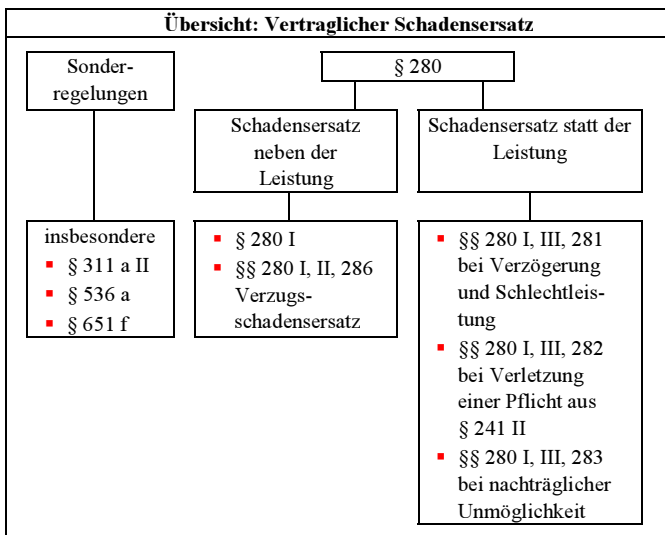 Übersicht: Vertraglicher Schadensersatz
Sonder-
regelungen
insbesondere
▪ § 311 a II
▪ § 536 a
▪ § 651 f
§ 280
Schadensersatz
neben der
Leistung
▪ § 280 I
▪ §§ 280 I, II, 286
Verzugs-
schadensersatz
Schadensersatz statt der
Leistung
▪ §§ 280 I, III, 281
bei Verzögerung
und Schlechtleis-
tung
▪ §§ 280 I, III, 282
bei Verletzung
einer Pflicht aus
§ 241 II
▪ §§ 280 I, III, 283
bei nachträglicher
Unmöglichkeit